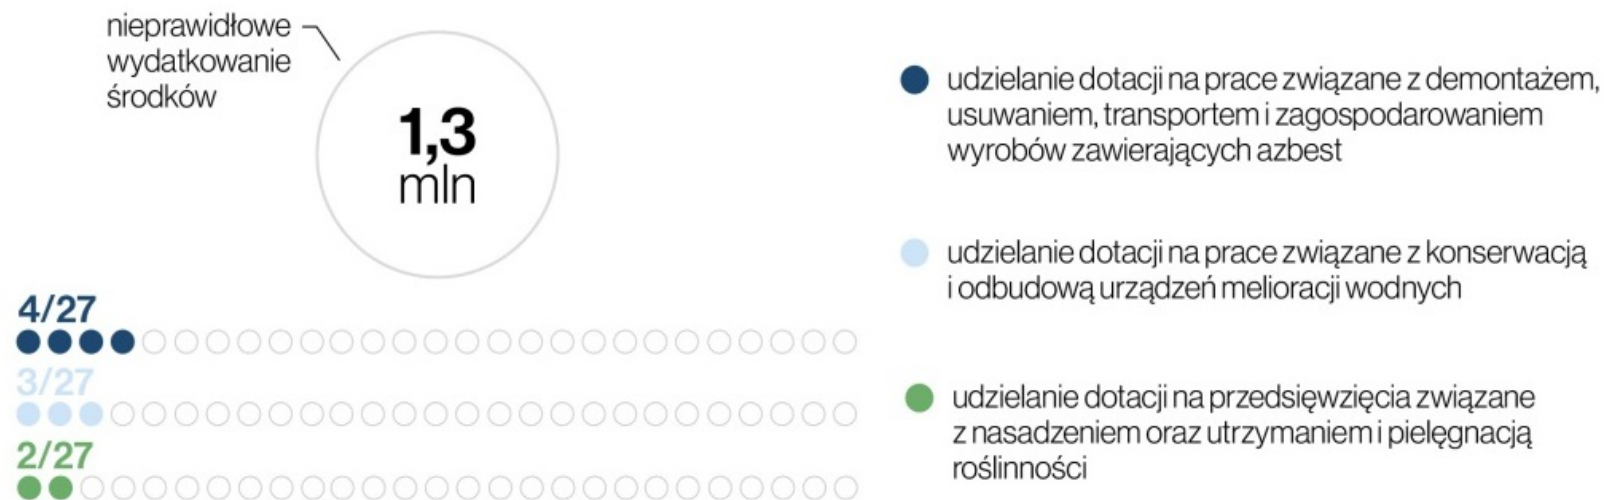 nieprawidłowe
wydatkowanie
środków
1,3
mln
4/27
3/27
2/27
udzielanie dotacji na prace związane z demontażem,
usuwaniem, transportem i zagospodarowaniem
wyrobów zawierających azbest
udzielanie dotacji na prace związane z konserwacją
i odbudową urządzeń melioracji wodnych
udzielanie dotacji na przedsięwzięcia związane
z nasadzeniem oraz utrzymaniem i pielęgnacją
roślinności